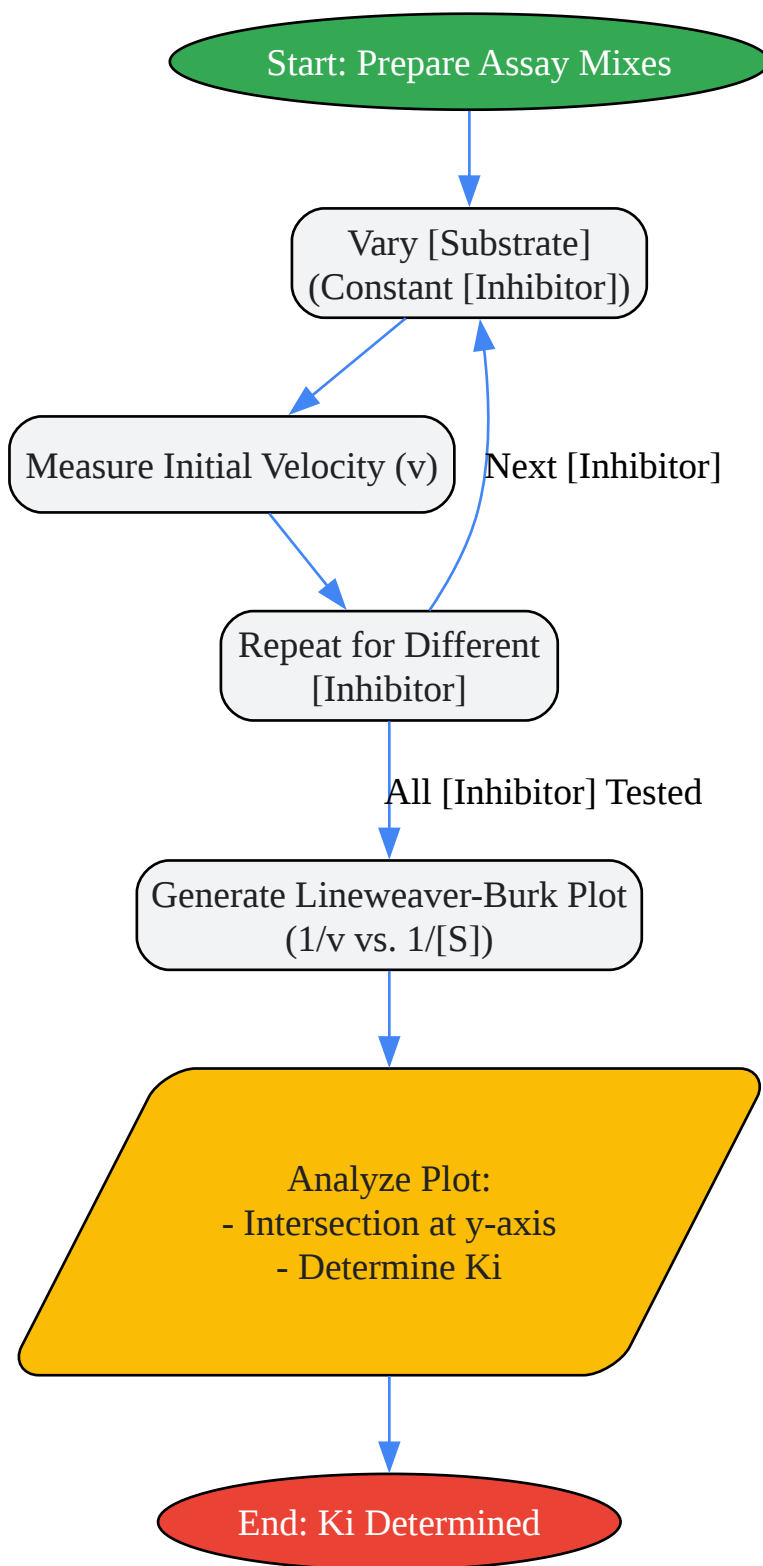 Start: Prepare Assay Mixes
Vary [Substrate]
(Constant [Inhibitor])
Measure Initial Velocity (v)
Next [Inhibitor]
Repeat for Different
[Inhibitor]
All [Inhibitor] Tested
Generate Lineweaver-Burk Plot
(1/v vs. 1/[S])
Analyze Plot:
- Intersection at y-axis
- Determine Ki
End: Ki Determined